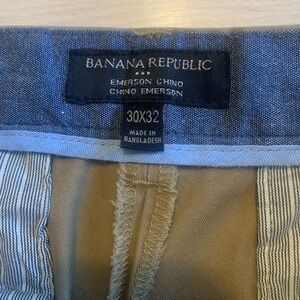 BANANA REPUBLIC
EMERSON CHINO
CHINO EMERSON
30X32
MADE IN
BANGLADESH